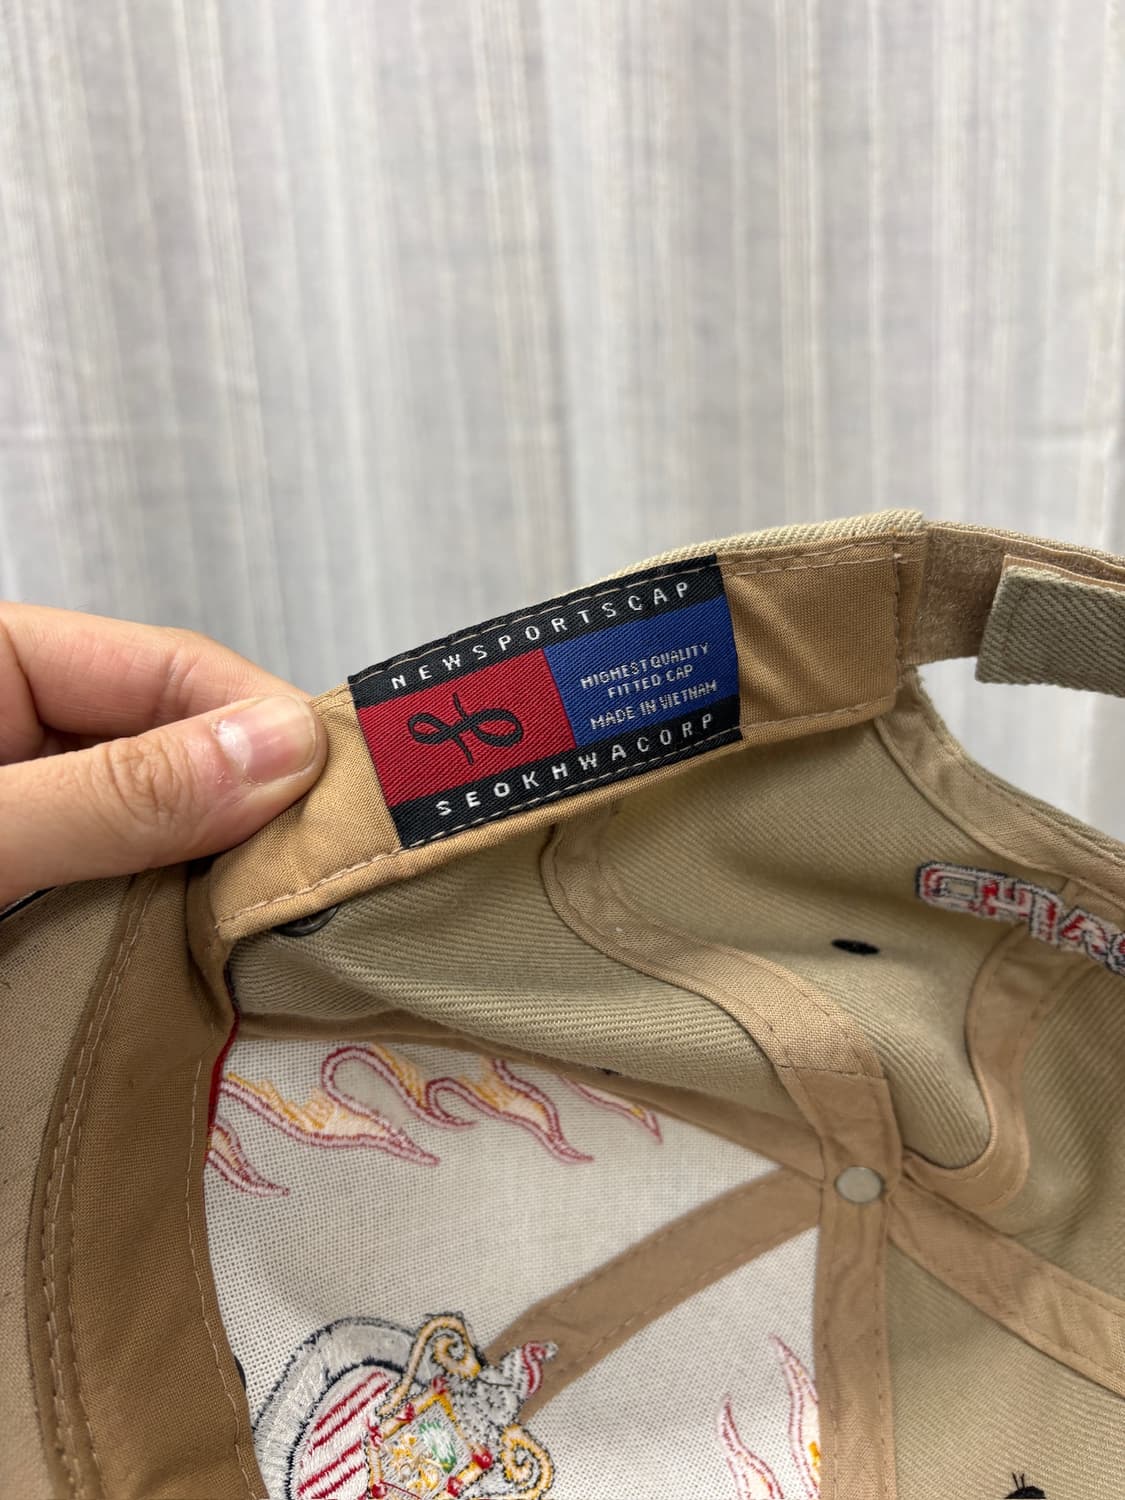 NEWSPORTSCAP
HIGHEST QUALITY
FITTED CAP
MADE IN VIETNAM
SEOKHWACORP